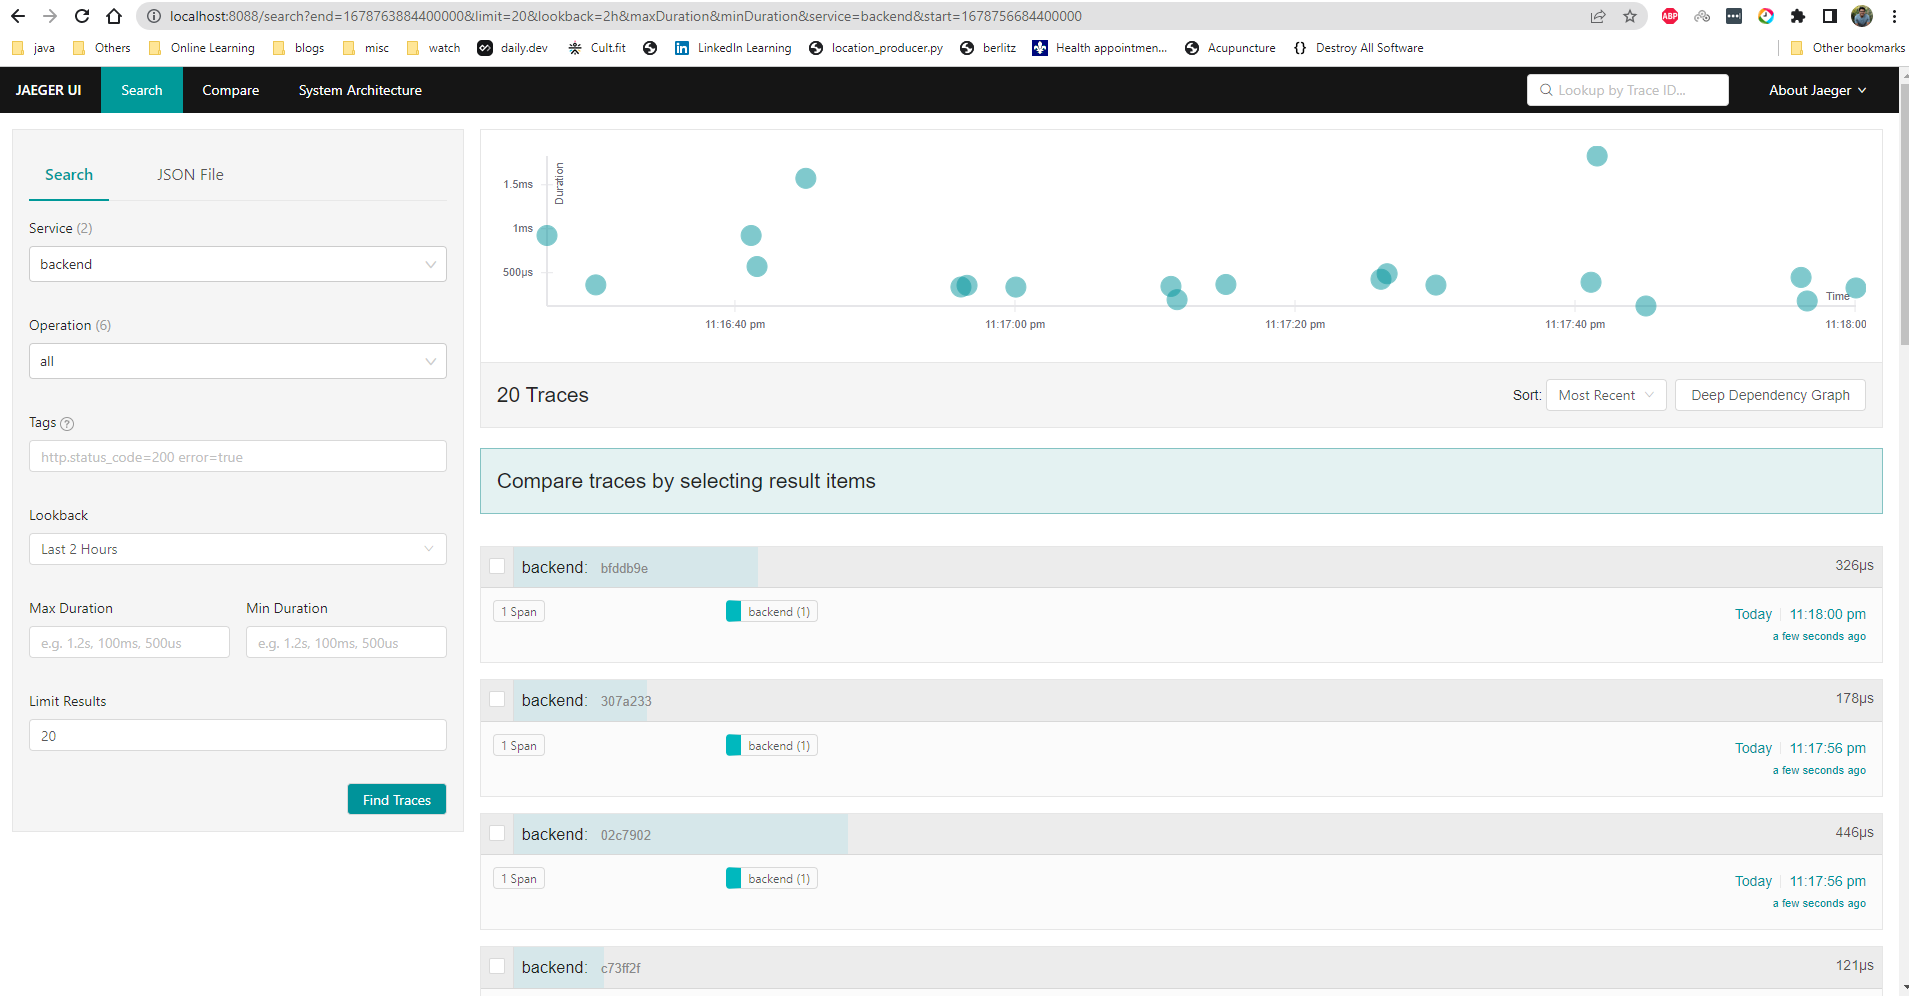 localhost:8088/search?end=1678763884400000&limit=20&lookback=2h&maxDuration&minDuration&service=backend&start=1678756684400000
ABP
java Others Online Learning blogs misc watch daily.dev Cult.fit LinkedIn Learning location_producer.py berlitz Health appointmen... Acupuncture {} Destroy All Software Other bookmarks
JAEGER UI Search Compare System Architecture Lookup by Trace ID... About Jaeger
Search JSON File
Service (2)
backend
Operation (6)
all
Tags ?
http.status_code=200 error=true
Lookback
Last 2 Hours
Max Duration Min Duration
e.g. 1.2s, 100ms, 500us e.g. 1.2s, 100ms, 500us
Limit Results
20
Find Traces
Duration
1.5ms
1ms
500μs
Time
11:16:40 pm 11:17:00 pm 11:17:20 pm 11:17:40 pm 11:18:00
20 Traces Sort: Most Recent Deep Dependency Graph
Compare traces by selecting result items
backend: bfddb9e 326μs
1 Span backend (1) Today 11:18:00 pm
a few seconds ago
backend: 307a233 178μs
1 Span backend (1) Today 11:17:56 pm
a few seconds ago
backend: 02c7902 446μs
1 Span backend (1) Today 11:17:56 pm
a few seconds ago
backend: c73ff2f 121μs